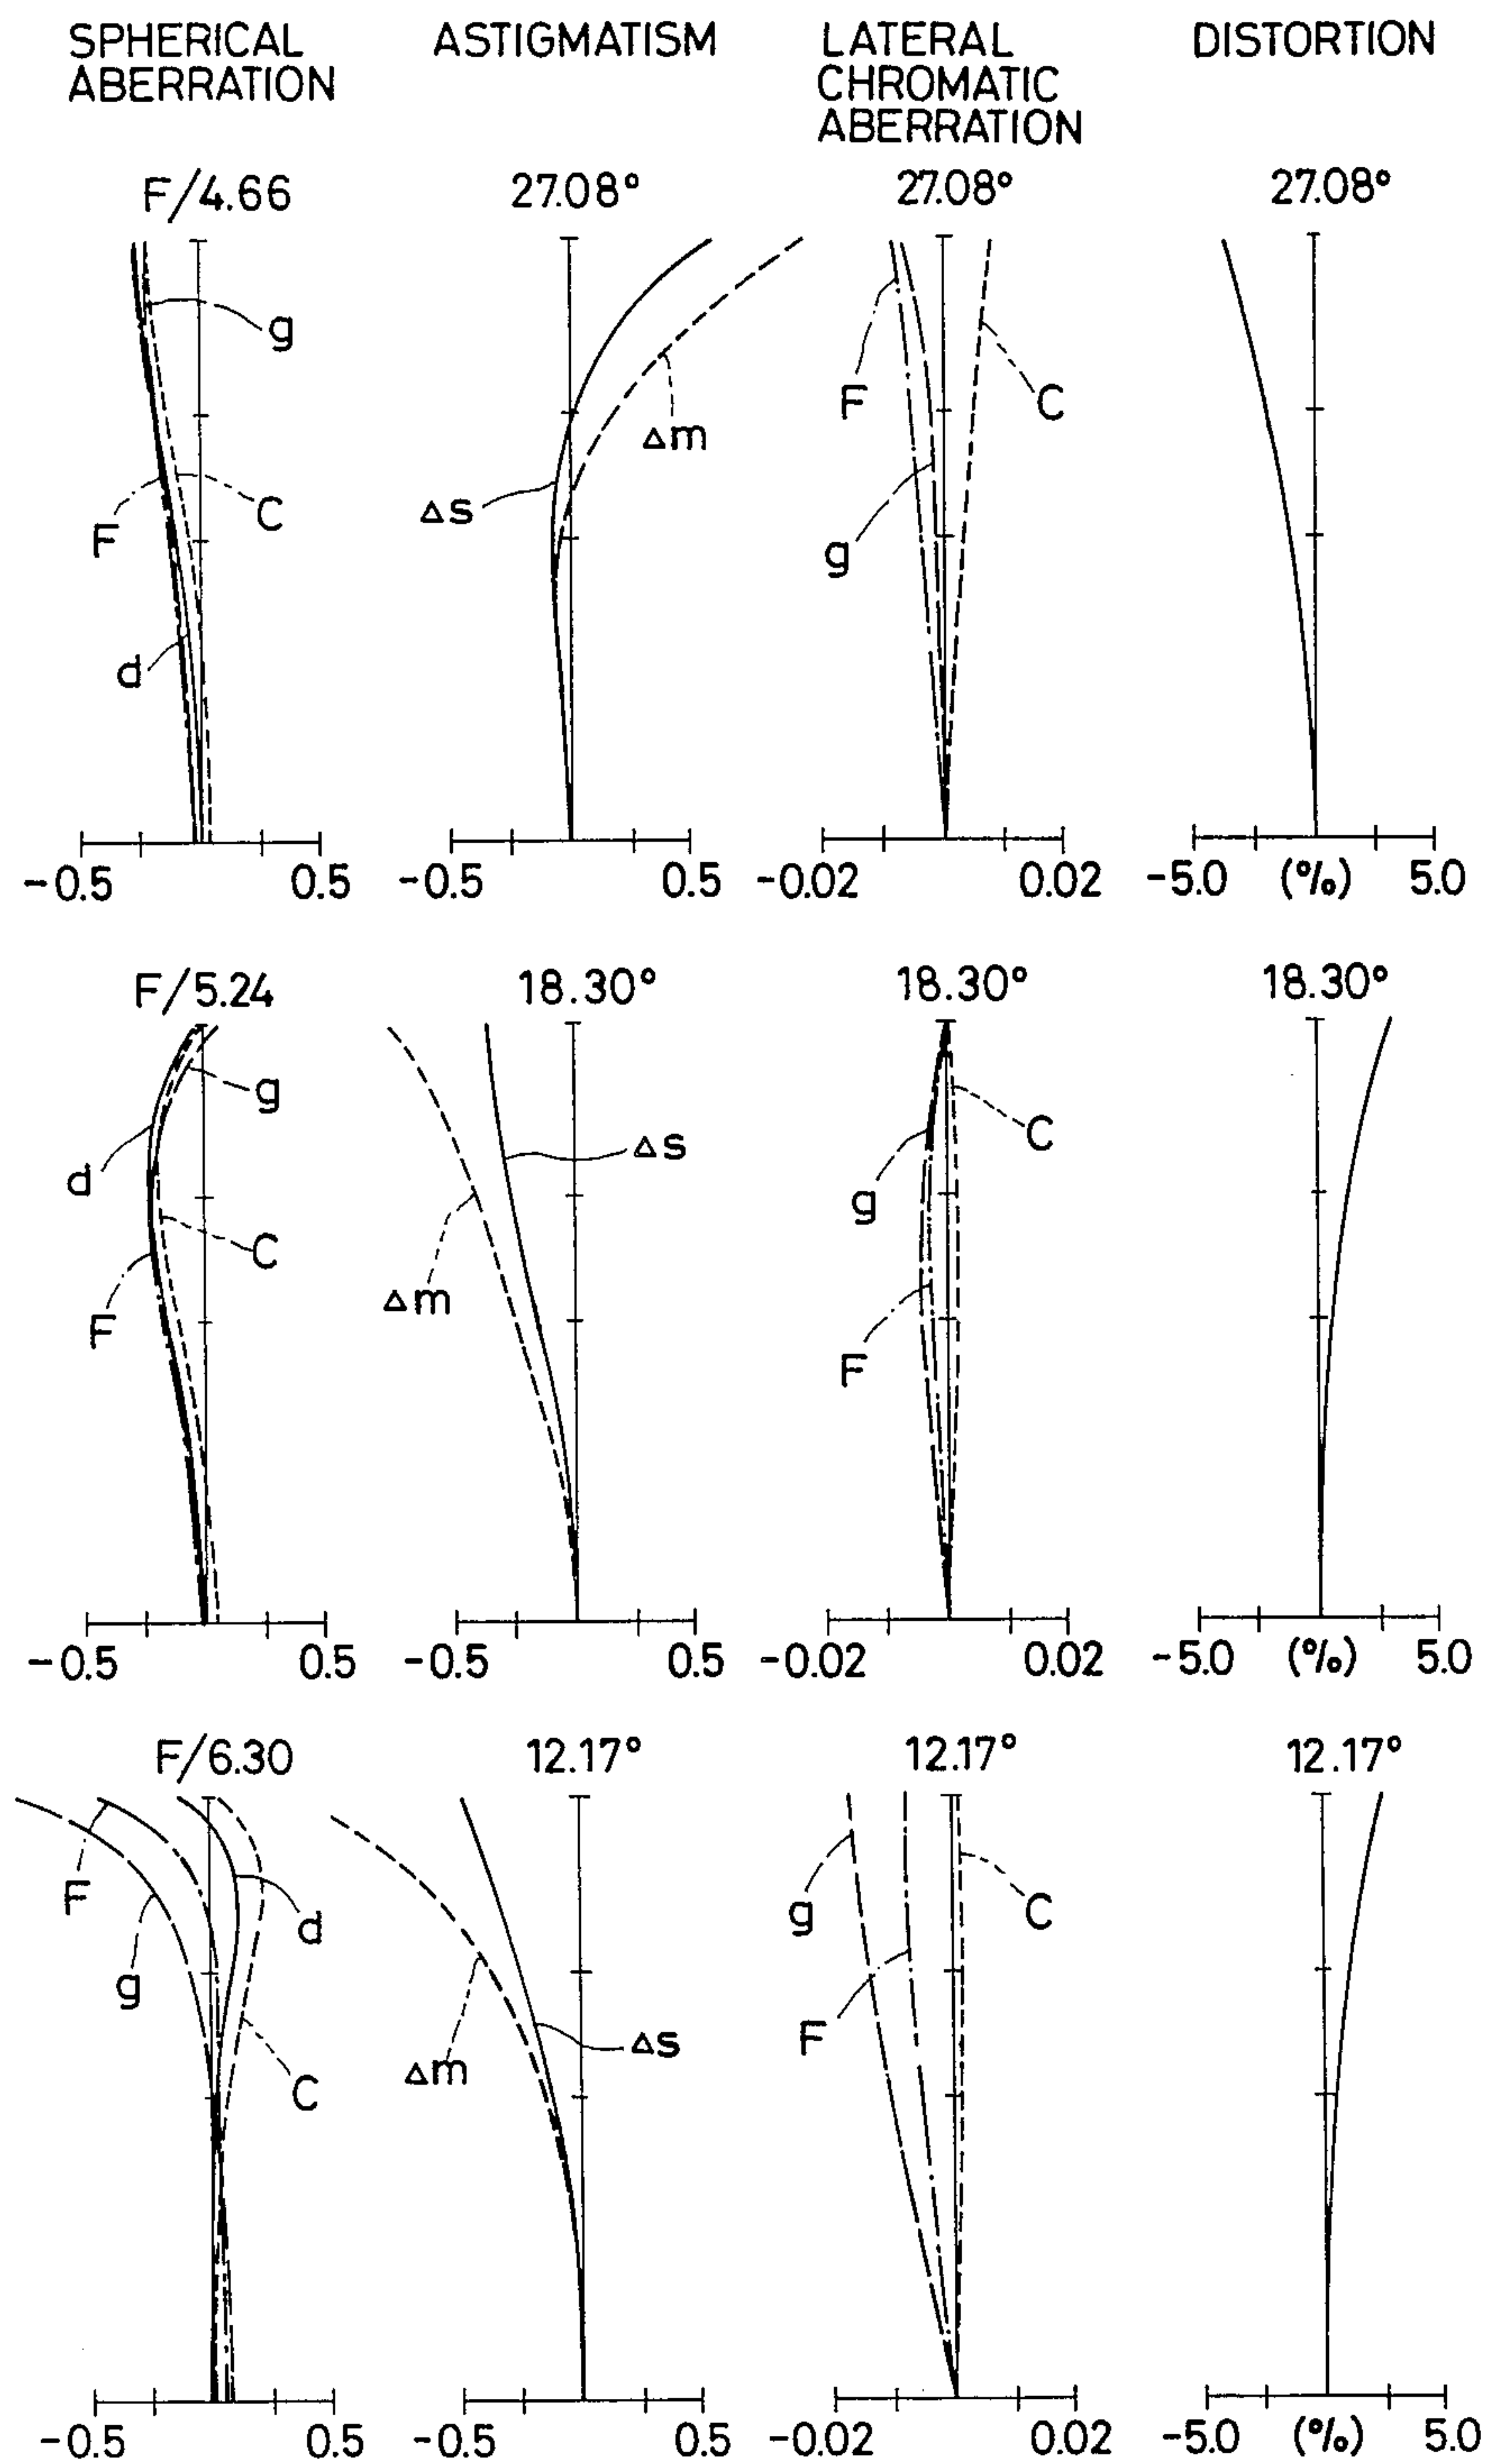 SPHERICAL ABERRATION
ASTIGMATISM
LATERAL CHROMATIC ABERRATION
DISTORTION
F/4.66
27.08°
27.08°
27.08°
g
F
C
d
Δs
Δm
F
g
C
-0.5 0.5
-0.5 0.5
-0.02 0.02
-5.0 (%) 5.0
F/5.24
18.30°
18.30°
18.30°
g
d
C
F
Δs
Δm
C
g
F
-0.5 0.5
-0.5 0.5
-0.02 0.02
-5.0 (%) 5.0
F/6.30
12.17°
12.17°
12.17°
F
d
g
C
Δm
Δs
g
C
F
-0.5 0.5
-0.5 0.5
-0.02 0.02
-5.0 (%) 5.0